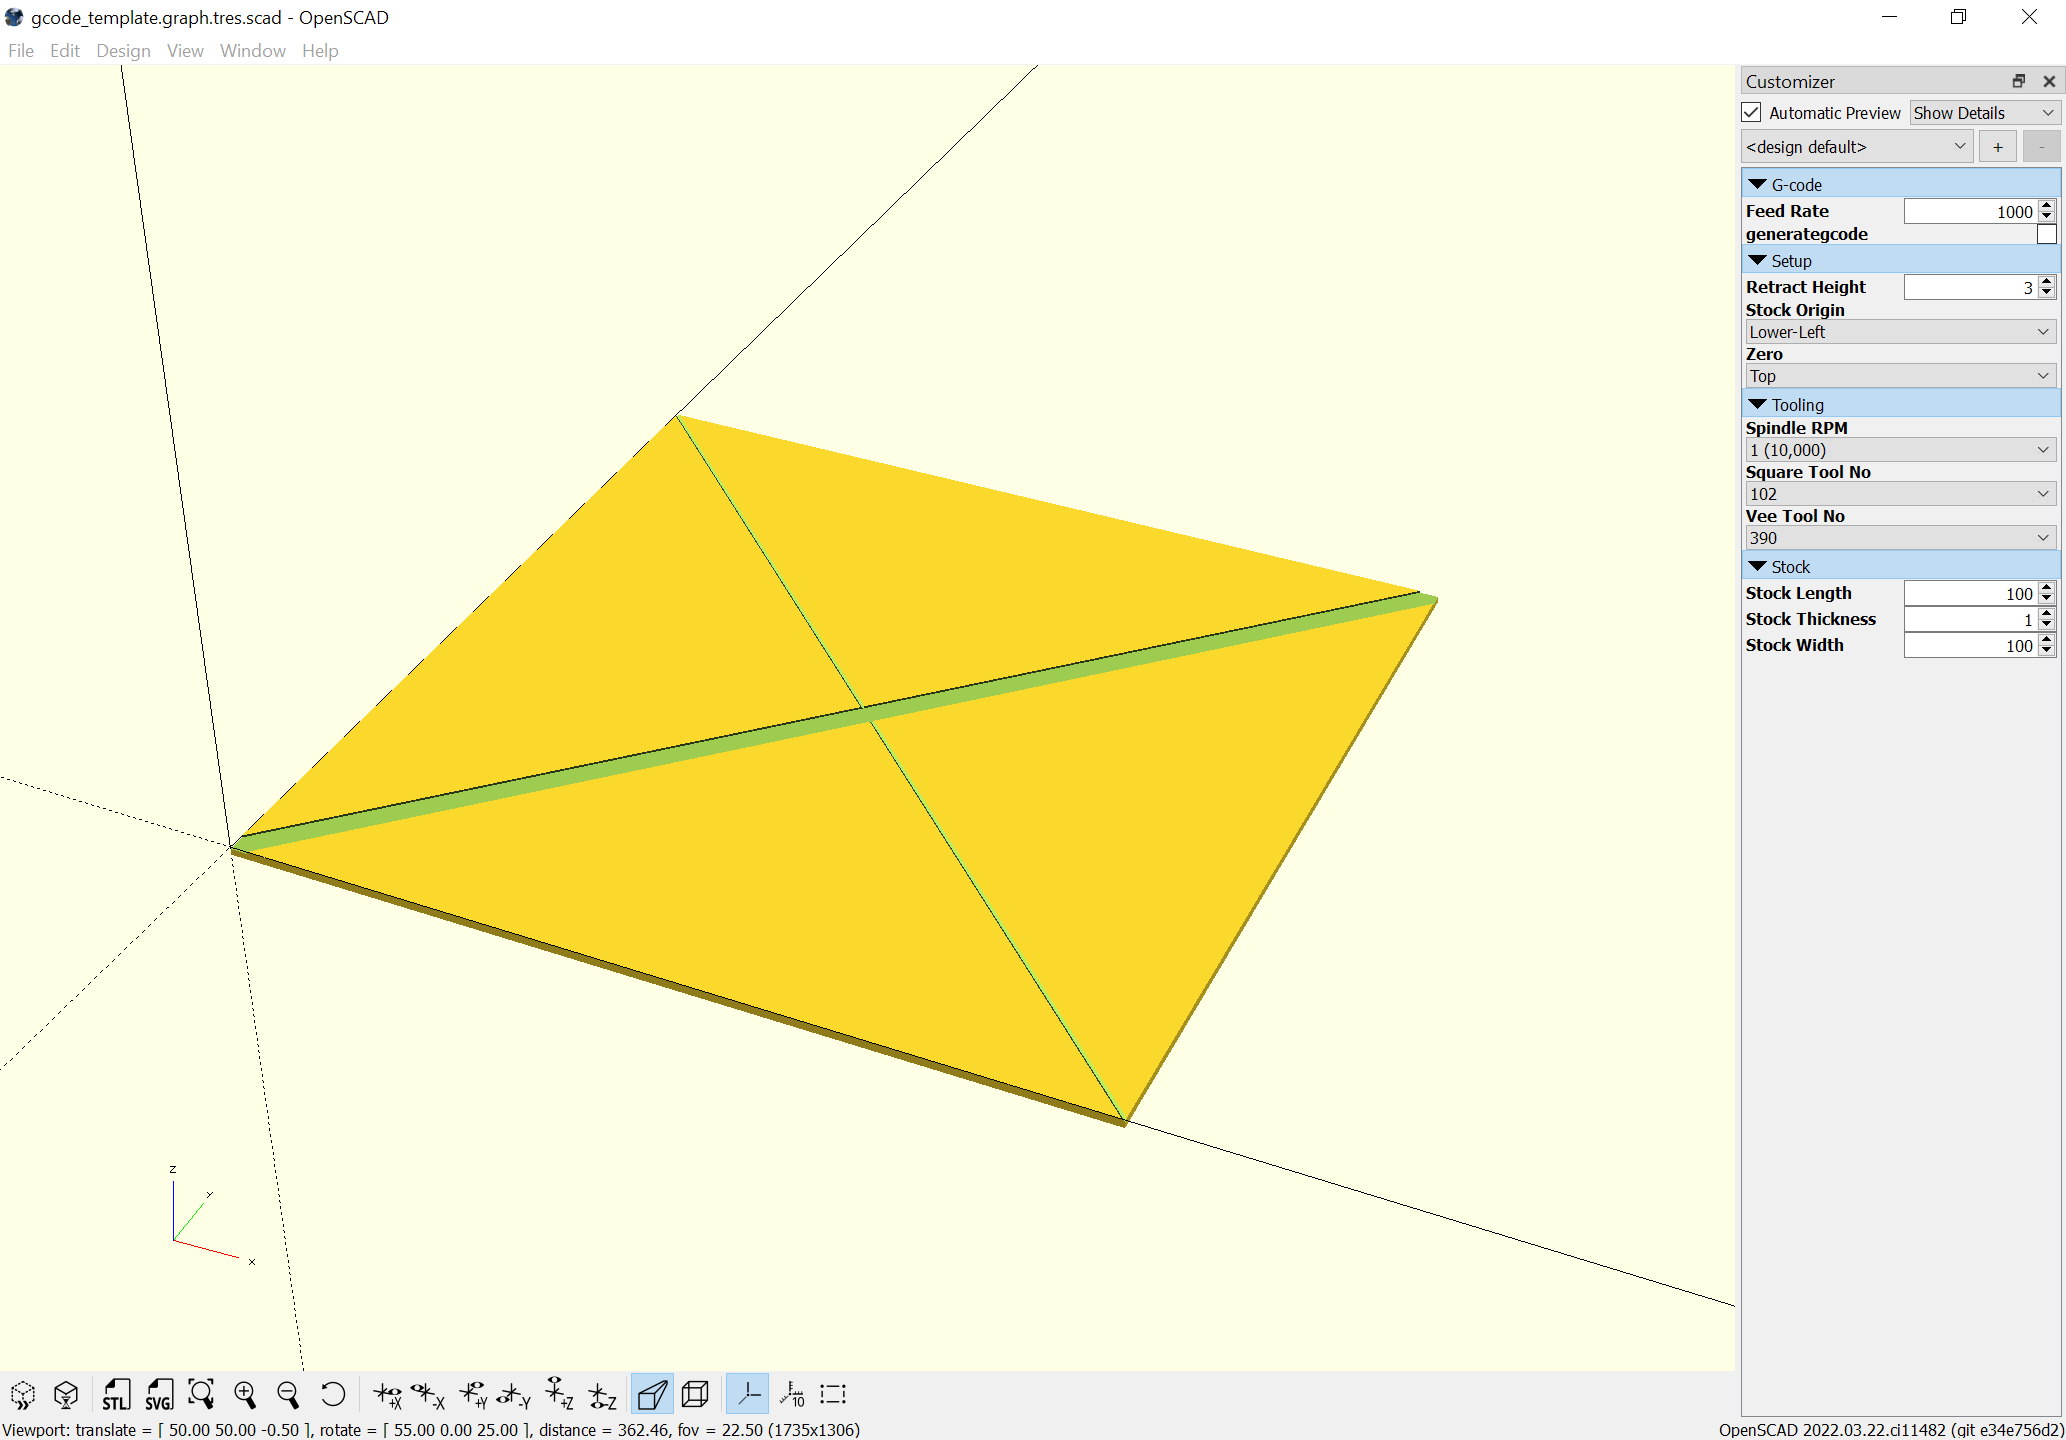 gcode_template.graph.tres.scad - OpenSCAD
File Edit Design View Window Help
Customizer
Automatic Preview Show Details
<design default> + -
G-code
Feed Rate 1000
generategcode
Setup
Retract Height 3
Stock Origin
Lower-Left
Zero
Top
Tooling
Spindle RPM
1 (10,000)
Square Tool No
102
Vee Tool No
390
Stock
Stock Length 100
Stock Thickness 1
Stock Width 100
z
y
x
STL SVG +X -X +Y -Y +Z -Z 10
Viewport: translate = [ 50.00 50.00 -0.50 ], rotate = [ 55.00 0.00 25.00 ], distance = 362.46, fov = 22.50 (1735x1306) OpenSCAD 2022.03.22.ci11482 (git e34e756d2)